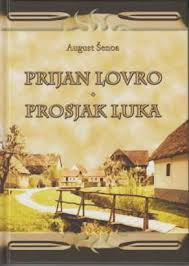 August Šenoa
PRIJAN LOVRO
•
PROSJAK LUKA